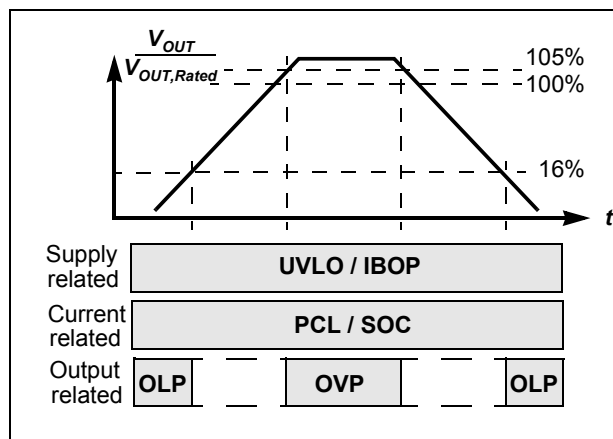 V_OUT
V_OUT,Rated
105%
100%
16%
t
Supply
related
UVLO / IBOP
Current
related
PCL / SOC
Output
related
OLP
OVP
OLP